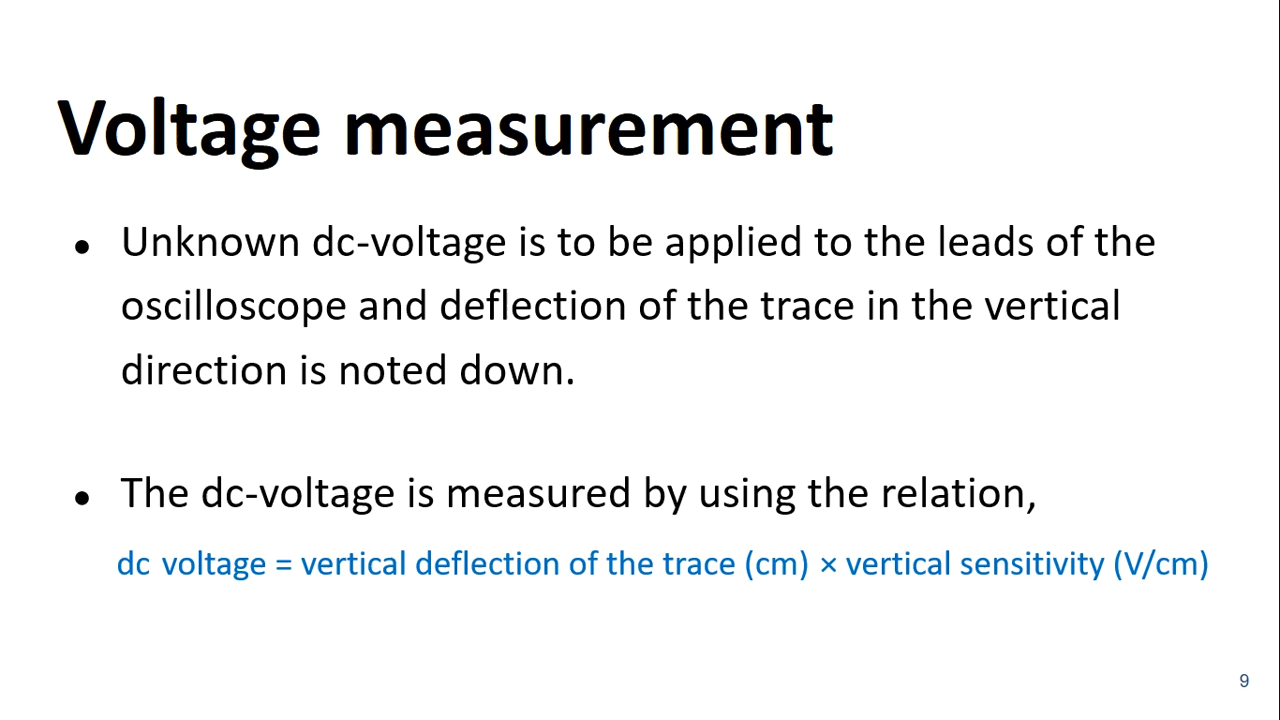 Voltage measurement
● Unknown dc-voltage is to be applied to the leads of the
oscilloscope and deflection of the trace in the vertical
direction is noted down.
● The dc-voltage is measured by using the relation,
dc voltage = vertical deflection of the trace (cm) × vertical sensitivity (V/cm)
9